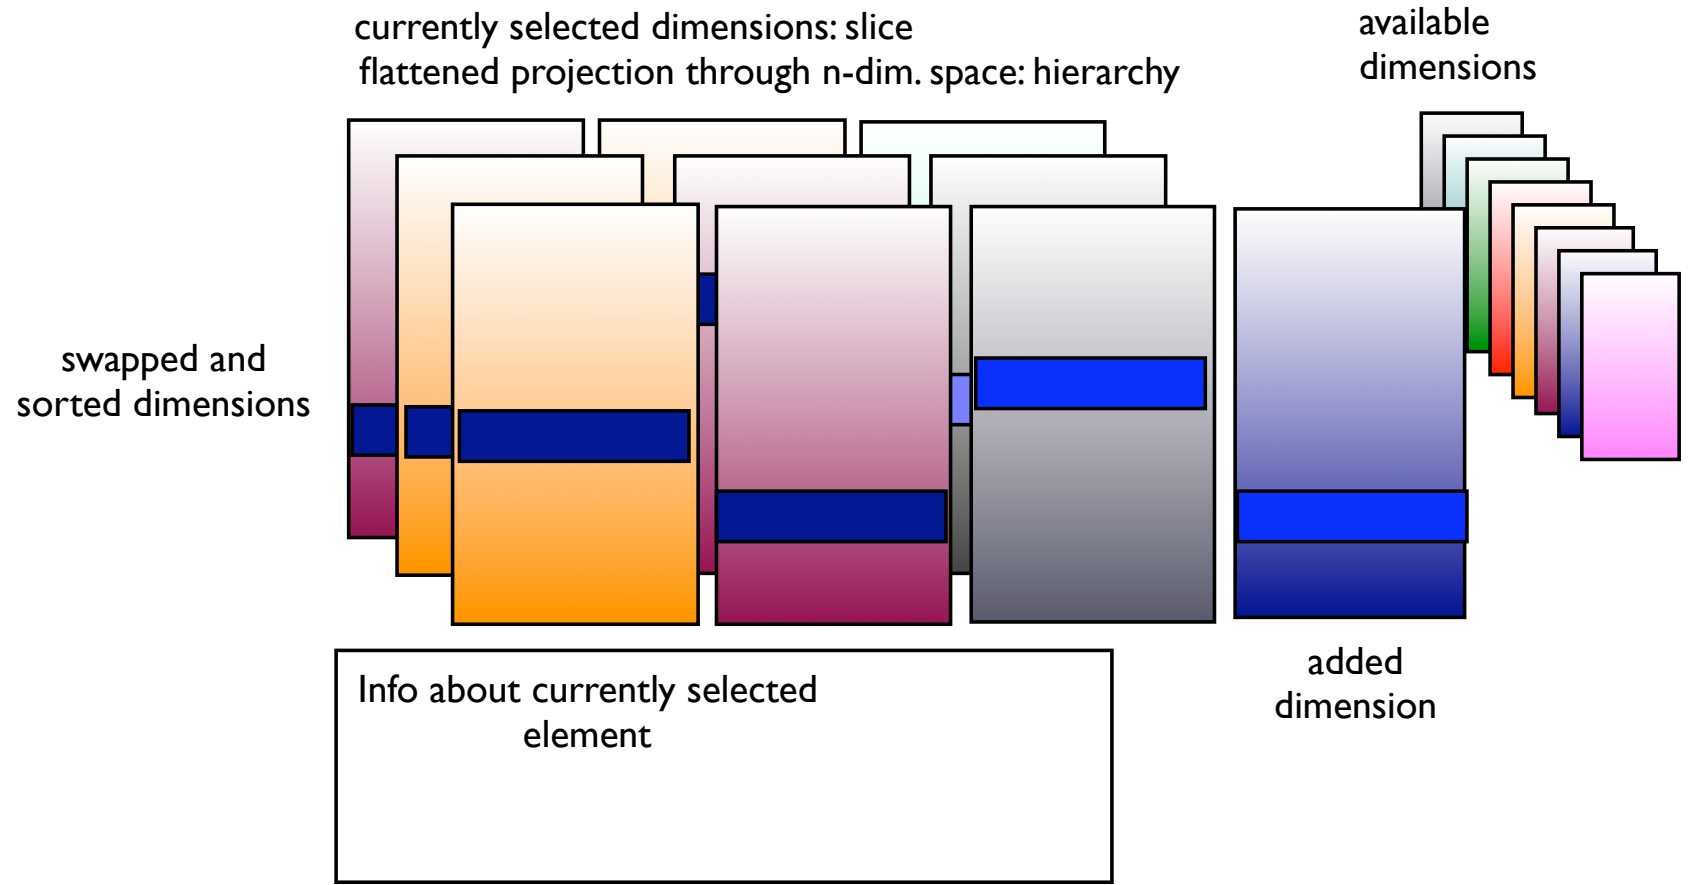 currently selected dimensions: slice
flattened projection through n-dim. space: hierarchy
available
dimensions
swapped and
sorted dimensions
Info about currently selected
element
added
dimension